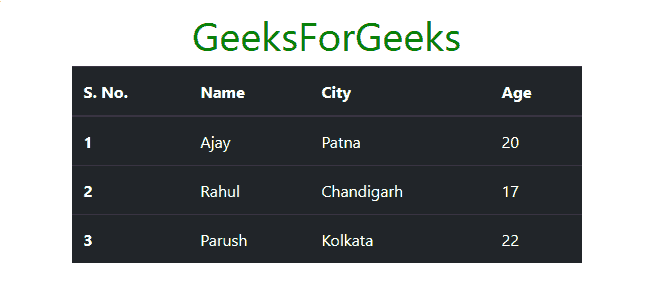 GeeksForGeeks
S. No. Name City Age
1 Ajay Patna 20
2 Rahul Chandigarh 17
3 Parush Kolkata 22